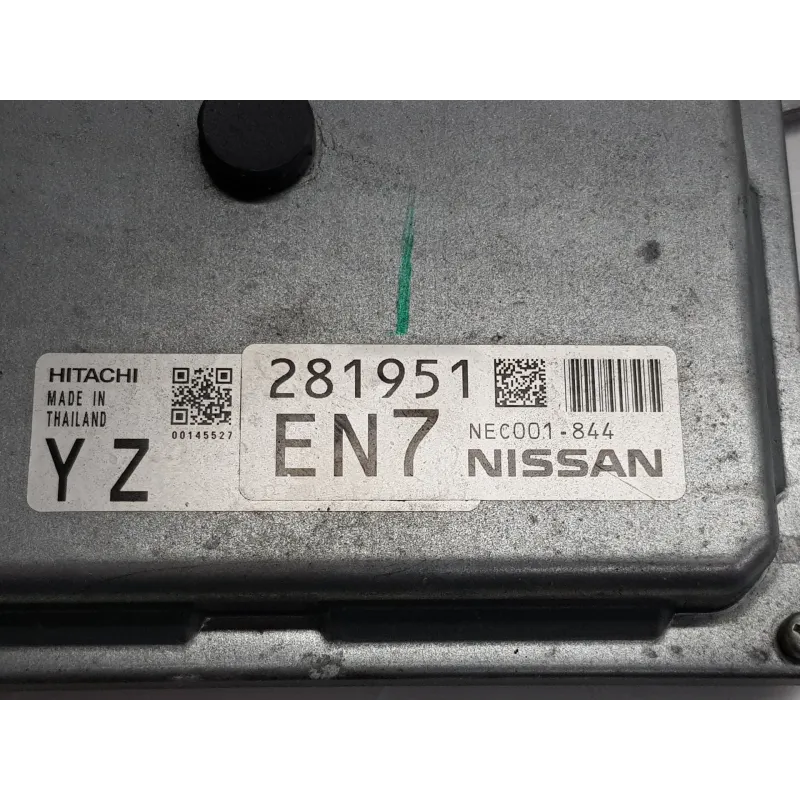 HITACHI
MADE IN
THAILAND
00145527
Y Z
281951
EN7
NEC001-844
NISSAN